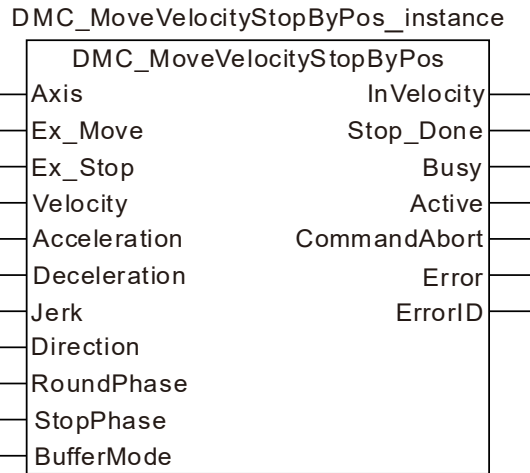 DMC_MoveVelocityStopByPos_instance
DMC_MoveVelocityStopByPos
Axis InVelocity
Ex_Move Stop_Done
Ex_Stop Busy
Velocity Active
Acceleration CommandAbort
Deceleration Error
Jerk ErrorID
Direction
RoundPhase
StopPhase
BufferMode